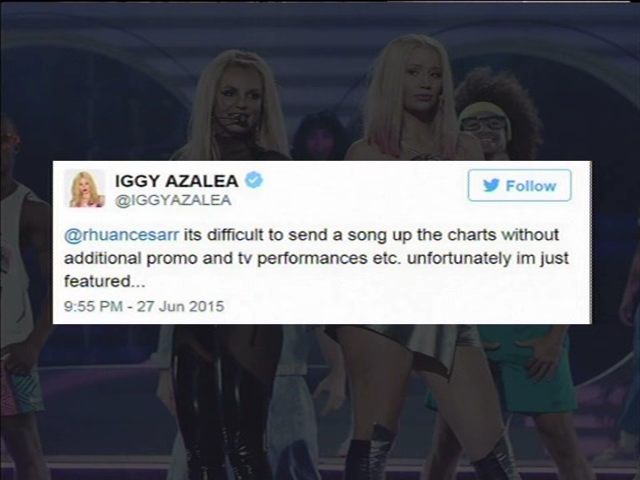 IGGY AZALEA
@IGGYAZALEA
Follow
@rhuancesarr its difficult to send a song up the charts without
additional promo and tv performances etc. unfortunately im just
featured...
9:55 PM - 27 Jun 2015